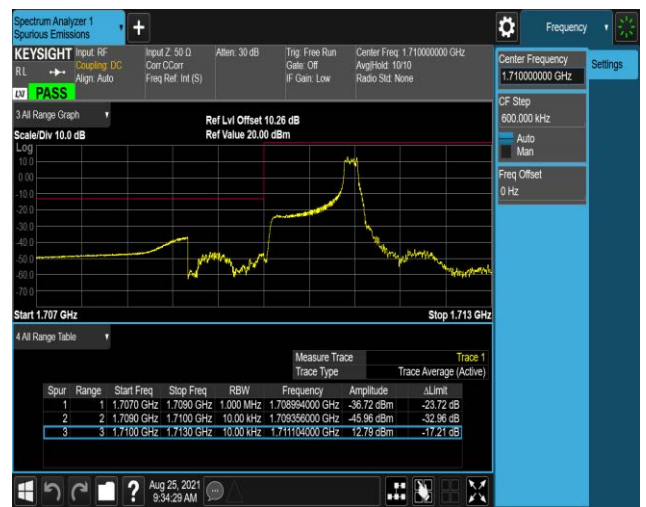 Spectrum Analyzer 1
Spurious Emissions
Frequency
KEYSIGHT Input: RF Input Z: 50 Ω Atten: 30 dB Trig: Free Run Center Freq: 1.710000000 GHz
RL Coupling: DC Corr CCorr Gate: Off Avg|Hold: 10/10
Align: Auto Freq Ref: Int (S) IF Gain: Low Radio Std: None
LXI PASS
Center Frequency
1.710000000 GHz
Settings
CF Step
600.000 kHz
Auto
Man
Freq Offset
0 Hz
3 All Range Graph
Ref Lvl Offset 10.26 dB
Scale/Div 10.0 dB Ref Value 20.00 dBm
Log
10.0
0.00
-10.0
-20.0
-30.0
-40.0
-50.0
-60.0
-70.0
Start 1.707 GHz Stop 1.713 GHz
4 All Range Table
Measure Trace Trace 1
Trace Type Trace Average (Active)
Spur Range Start Freq Stop Freq RBW Frequency Amplitude ΔLimit
1 1 1.7070 GHz 1.7090 GHz 1.000 MHz 1.708994000 GHz -36.72 dBm -23.72 dB
2 2 1.7090 GHz 1.7100 GHz 10.00 kHz 1.709356000 GHz -45.96 dBm -32.96 dB
3 3 1.7100 GHz 1.7130 GHz 10.00 kHz 1.711104000 GHz 12.79 dBm -17.21 dB
Aug 25, 2021
9:34:29 AM